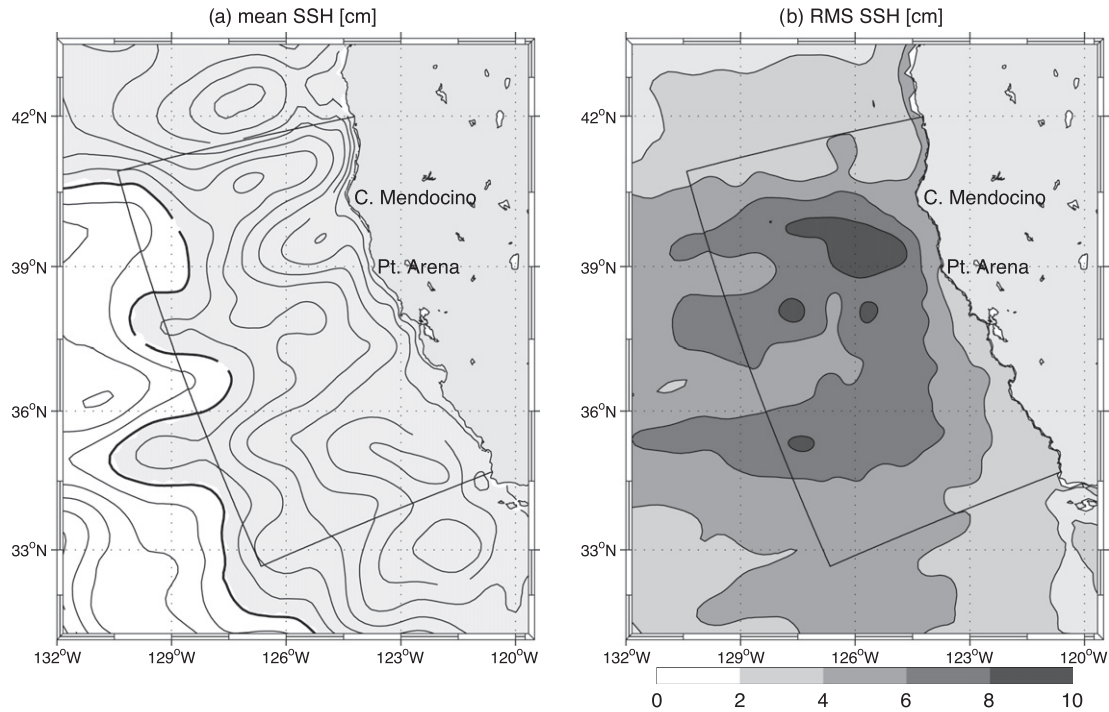 (a) mean SSH [cm]
(b) RMS SSH [cm]
42°N
42°N
C. Mendocino
C. Mendocino
39°N
Pt. Arena
39°N
Pt. Arena
36°N
36°N
33°N
33°N
132°W 129°W 126°W 123°W 120°W
132°W 129°W 126°W 123°W 120°W
0 2 4 6 8 10